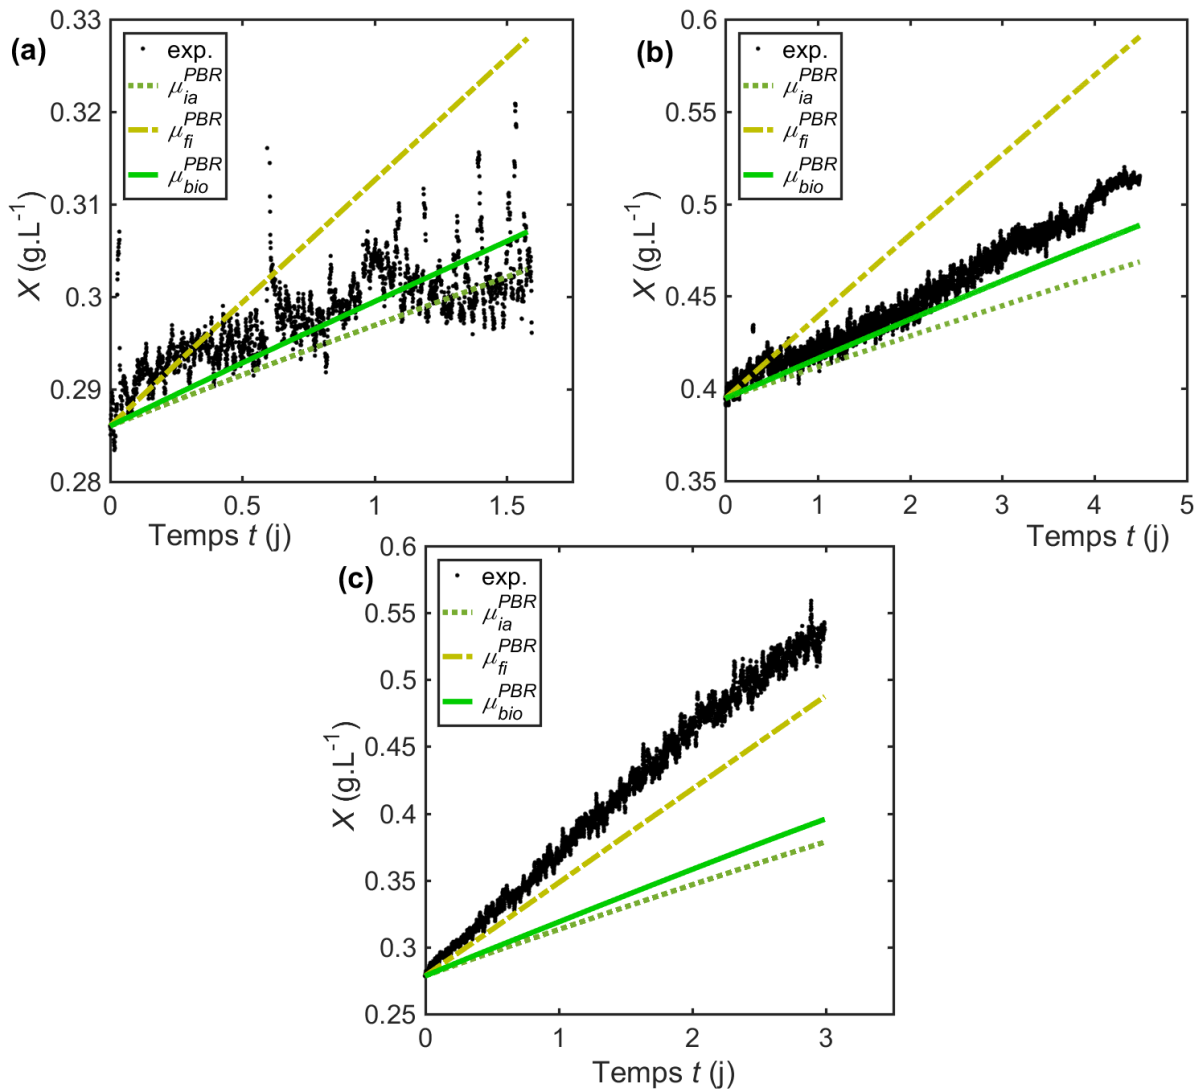 (a)
exp.
μ_ia^PBR
μ_fi^PBR
μ_bio^PBR
0.33
0.32
0.31
0.3
0.29
0.28
X (g.L⁻¹)
0
0.5
1
1.5
Temps t (j)
(b)
exp.
μ_ia^PBR
μ_fi^PBR
μ_bio^PBR
0.6
0.55
0.5
0.45
0.4
0.35
X (g.L⁻¹)
0
1
2
3
4
5
Temps t (j)
(c)
exp.
μ_ia^PBR
μ_fi^PBR
μ_bio^PBR
0.6
0.55
0.5
0.45
0.4
0.35
0.3
0.25
X (g.L⁻¹)
0
1
2
3
Temps t (j)